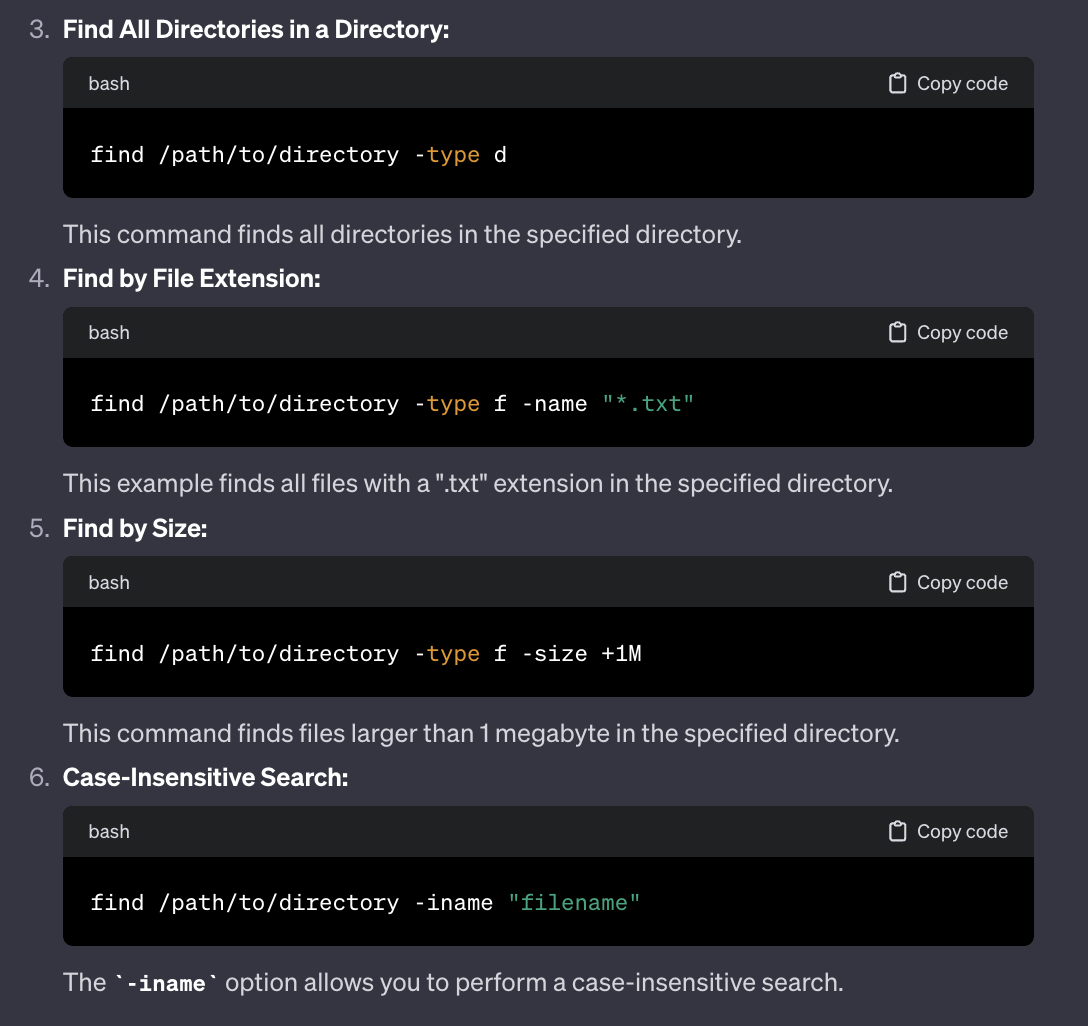 3. Find All Directories in a Directory:
bash Copy code
find /path/to/directory -type d
This command finds all directories in the specified directory.
4. Find by File Extension:
bash Copy code
find /path/to/directory -type f -name "*.txt"
This example finds all files with a ".txt" extension in the specified directory.
5. Find by Size:
bash Copy code
find /path/to/directory -type f -size +1M
This command finds files larger than 1 megabyte in the specified directory.
6. Case-Insensitive Search:
bash Copy code
find /path/to/directory -iname "filename"
The `-iname` option allows you to perform a case-insensitive search.